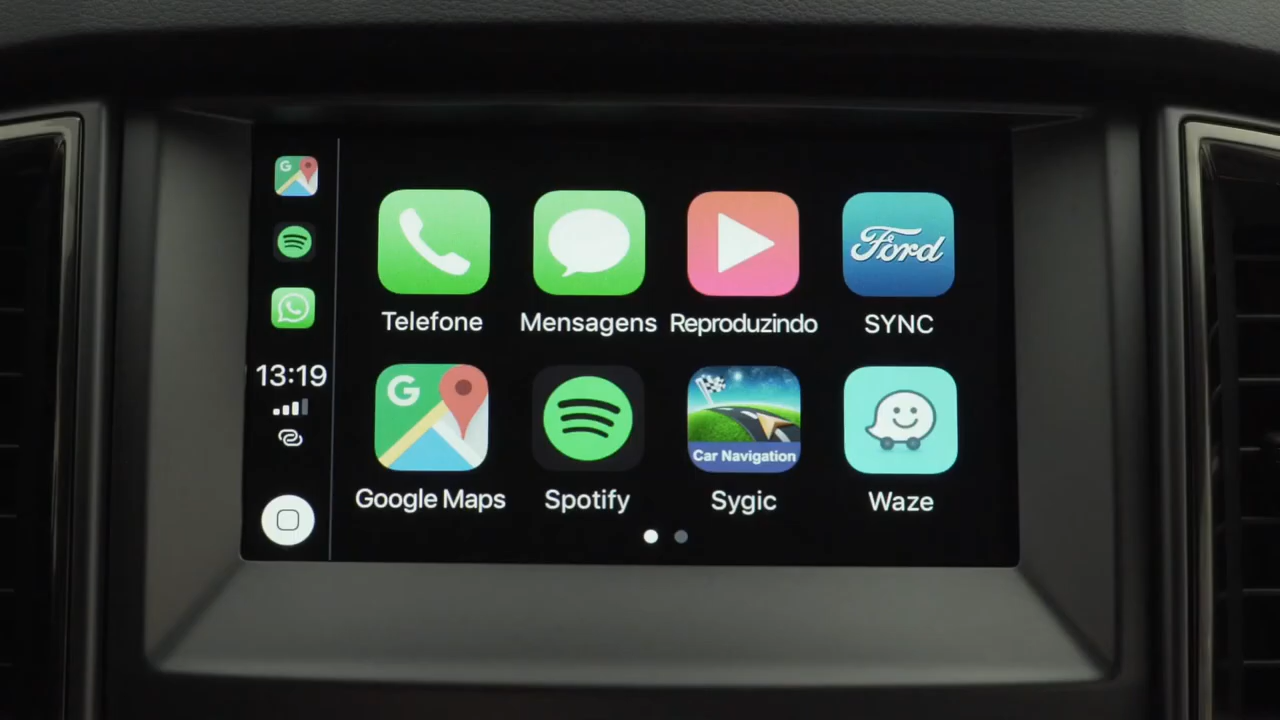 13:19
Telefone Mensagens Reproduzindo Ford SYNC
G
Car Navigation
Google Maps Spotify Sygic Waze